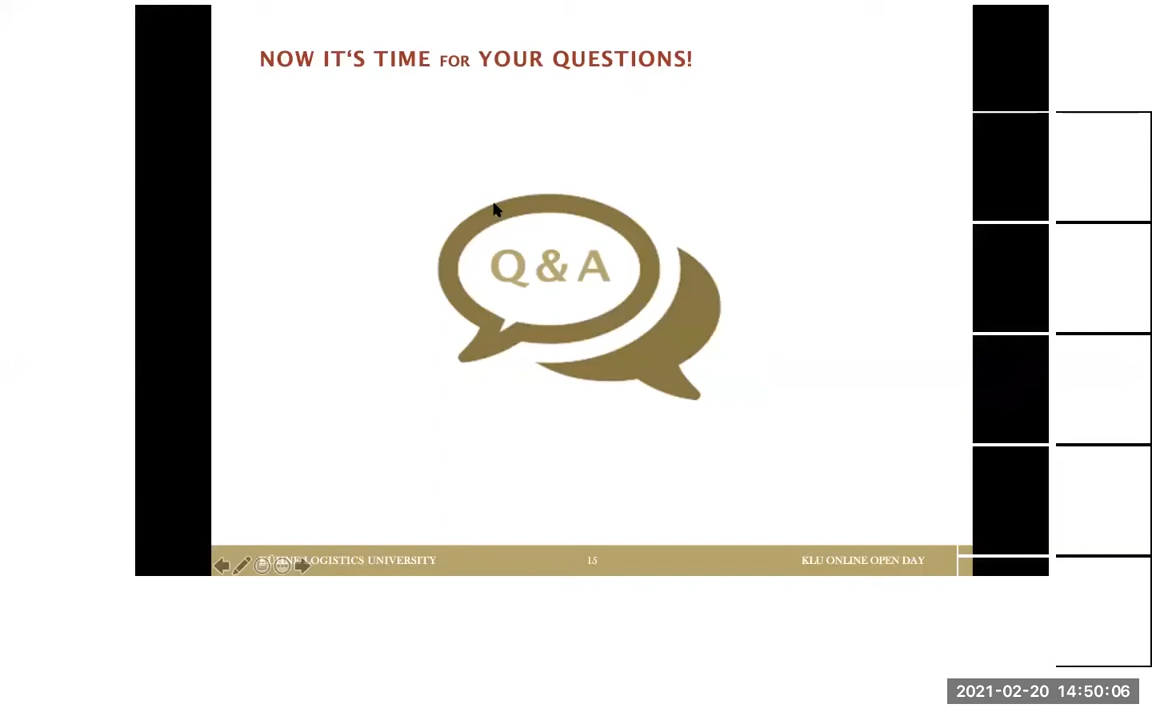 NOW IT‘S TIME FOR YOUR QUESTIONS!
Q & A
KÜHNE LOGISTICS UNIVERSITY
15
KLU ONLINE OPEN DAY
2021-02-20 14:50:06